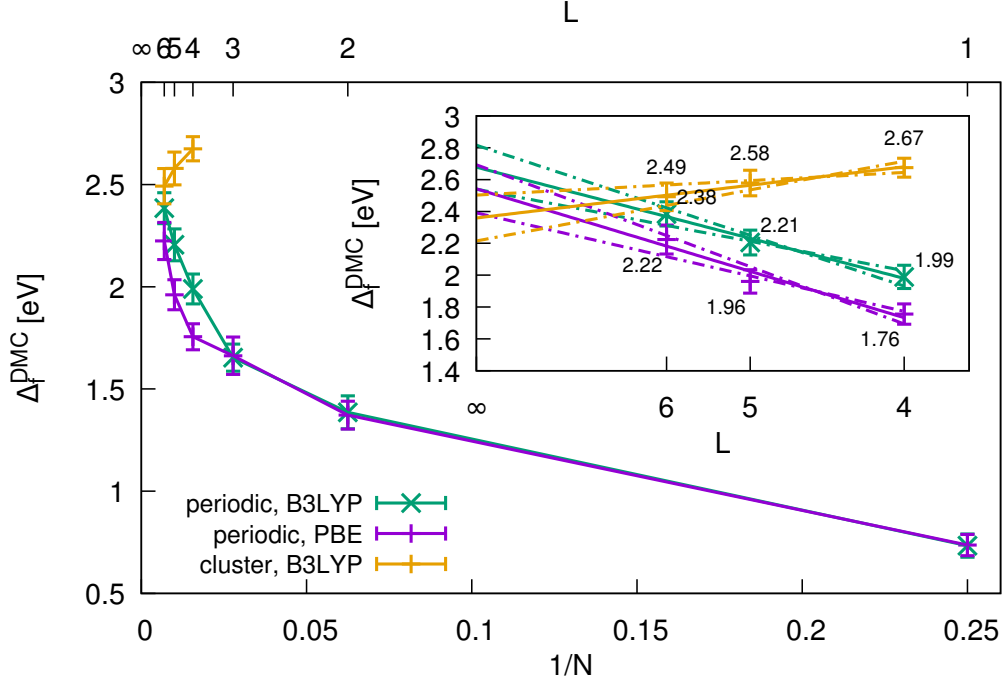 L
∞ 6 5 4 3 2 1
3
2.5
2
1.5
1
0.5
Δf^DMC [eV]
3
2.8
2.6
2.4
2.2
2
1.8
1.6
1.4
Δf^DMC [eV]
2.49
2.58
2.67
2.38
2.21
1.99
2.22
1.96
1.76
∞ 6 5 4
L
periodic, B3LYP
periodic, PBE
cluster, B3LYP
0 0.05 0.1 0.15 0.2 0.25
1/N